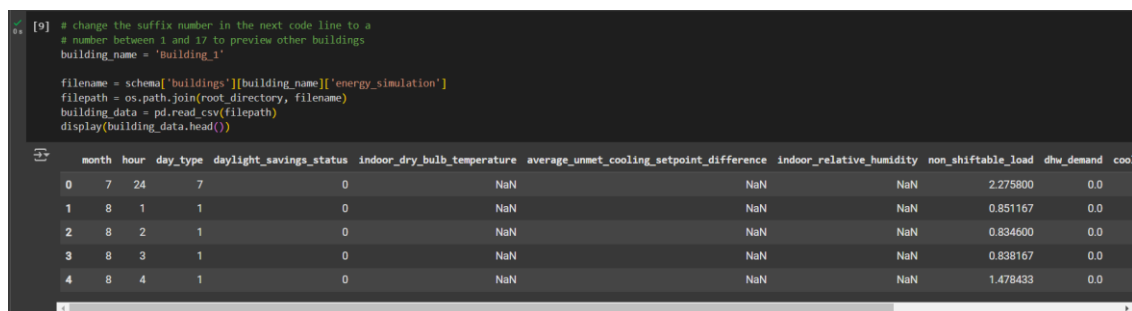 [9] # change the suffix number in the next code line to a
# number between 1 and 17 to preview other buildings
building_name = 'Building_1'
filename = schema['buildings'][building_name]['energy_simulation']
filepath = os.path.join(root_directory, filename)
building_data = pd.read_csv(filepath)
display(building_data.head())
0s
month hour day_type daylight_savings_status indoor_dry_bulb_temperature average_unmet_cooling_setpoint_difference indoor_relative_humidity non_shiftable_load dhw_demand cool
0 7 24 7 0 NaN NaN NaN 2.275800 0.0
1 8 1 1 0 NaN NaN NaN 0.851167 0.0
2 8 2 1 0 NaN NaN NaN 0.834600 0.0
3 8 3 1 0 NaN NaN NaN 0.838167 0.0
4 8 4 1 0 NaN NaN NaN 1.478433 0.0